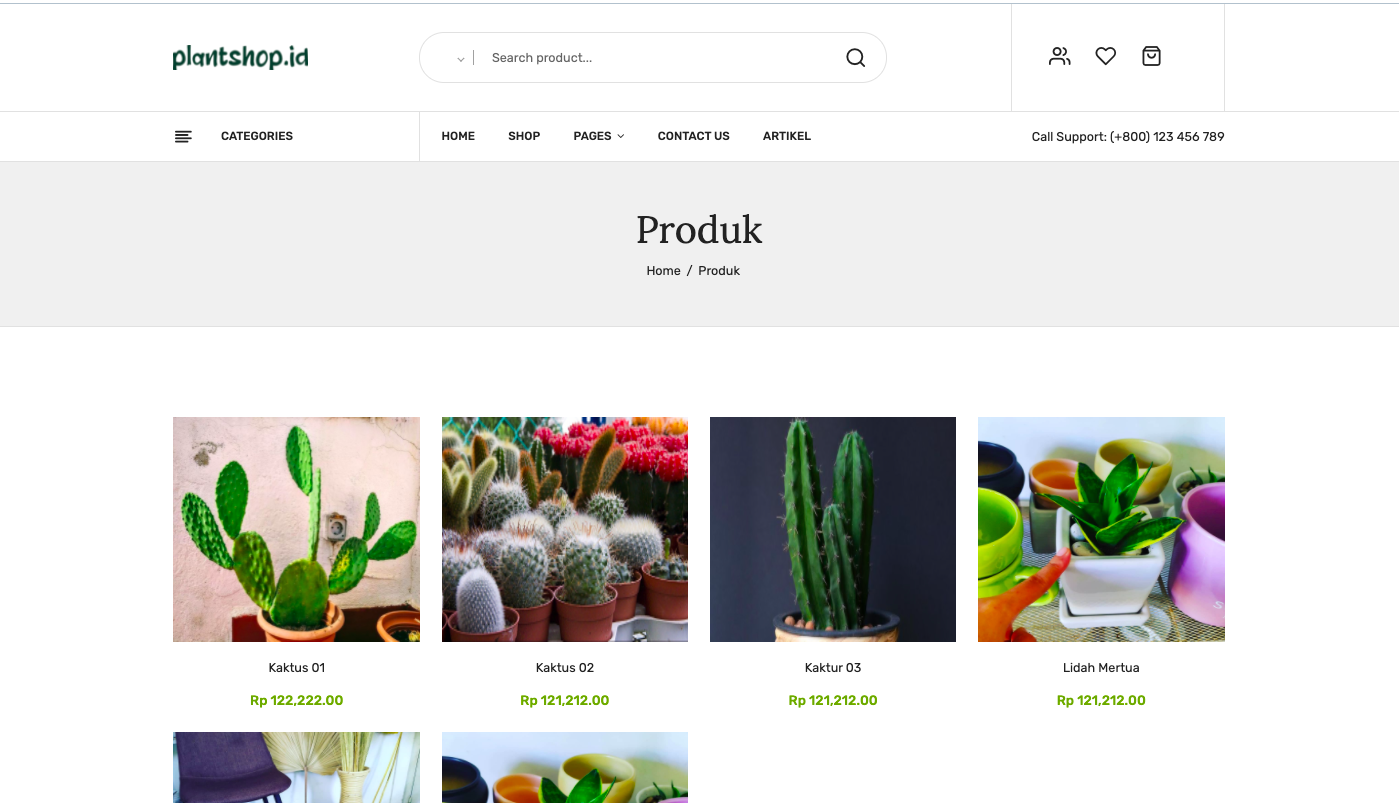 plantshop.id
Search product...
CATEGORIES
HOME SHOP PAGES CONTACT US ARTIKEL
Call Support: (+800) 123 456 789
Produk
Home / Produk
Kaktus 01
Rp 122,222.00
Kaktus 02
Rp 121,212.00
Kaktur 03
Rp 121,212.00
Lidah Mertua
Rp 121,212.00